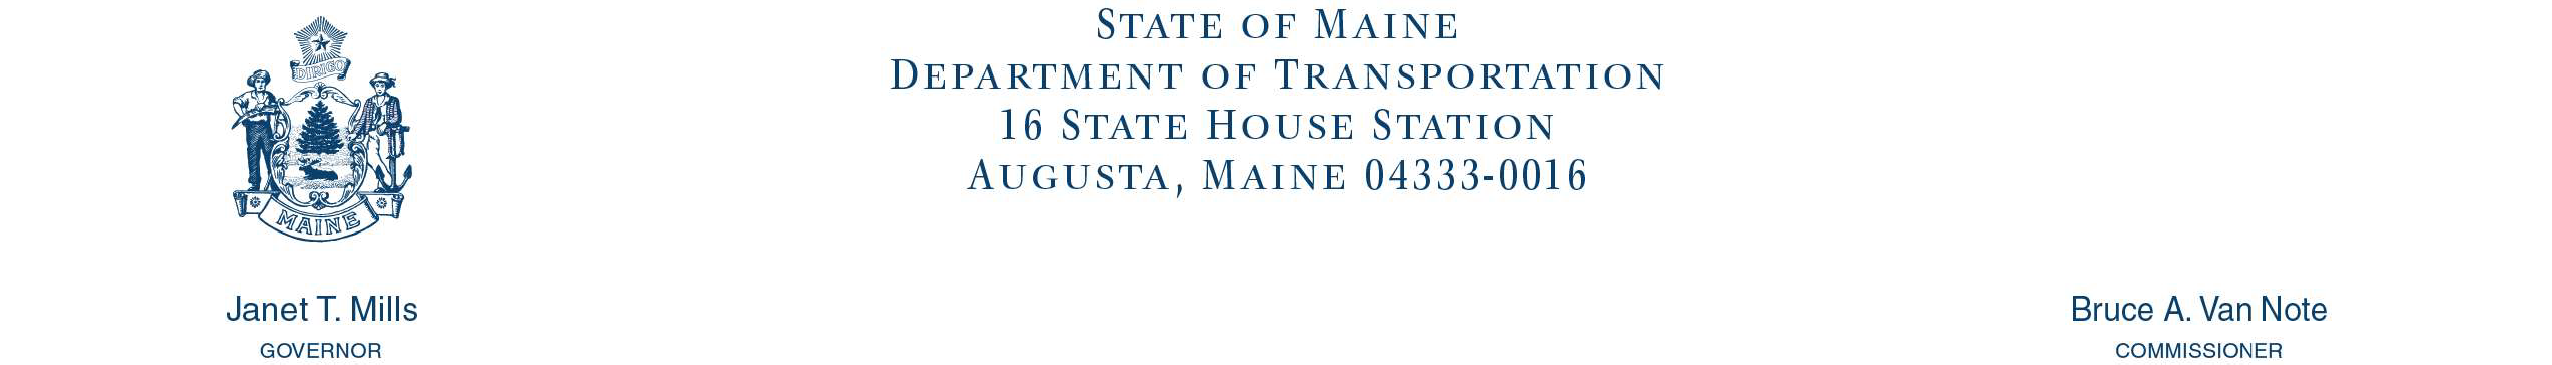 STATE OF MAINE
DEPARTMENT OF TRANSPORTATION
16 STATE HOUSE STATION
AUGUSTA, MAINE 04333-0016
DIRIGO
MAINE
Janet T. Mills
GOVERNOR
Bruce A. Van Note
COMMISSIONER